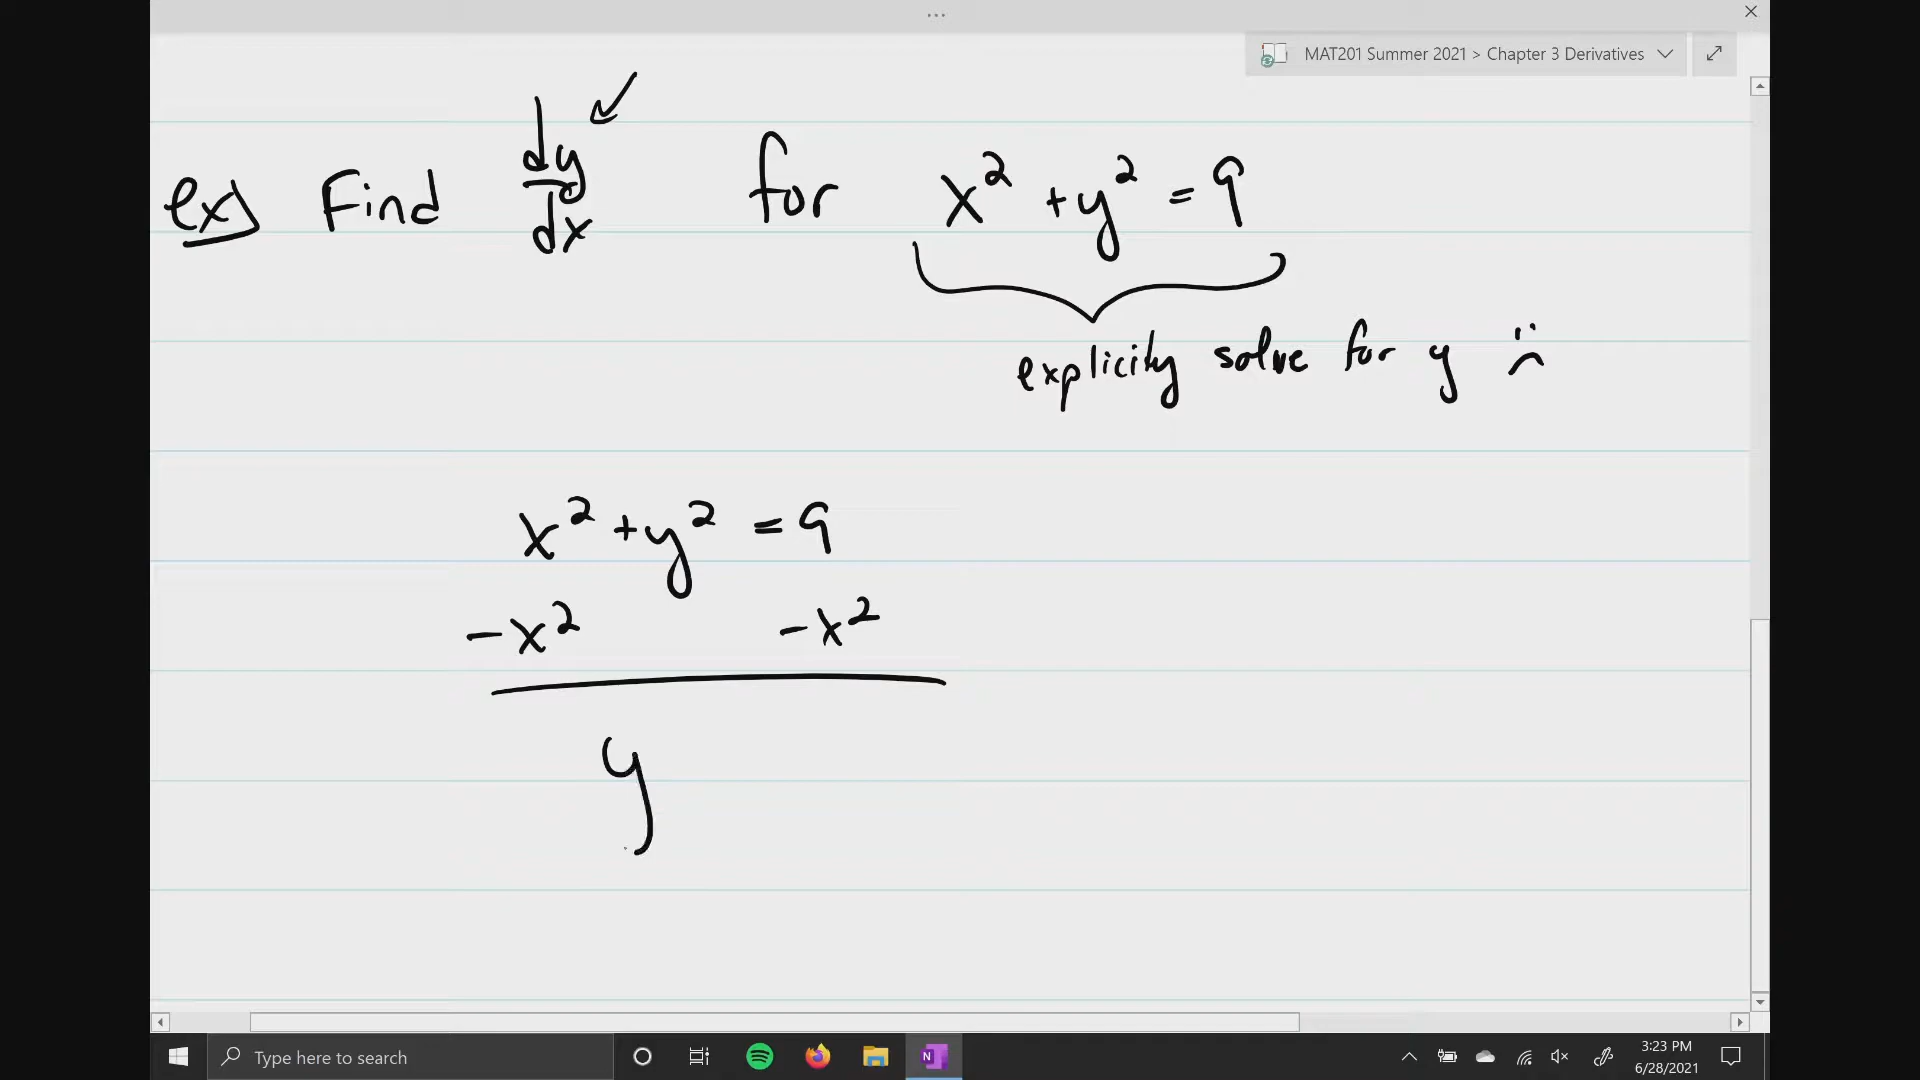 MAT201 Summer 2021 > Chapter 3 Derivatives
ex) Find dy/dx for x² + y² = 9
explicity solve for y
x² + y² = 9
-x² -x²
y
Type here to search
3:23 PM
6/28/2021